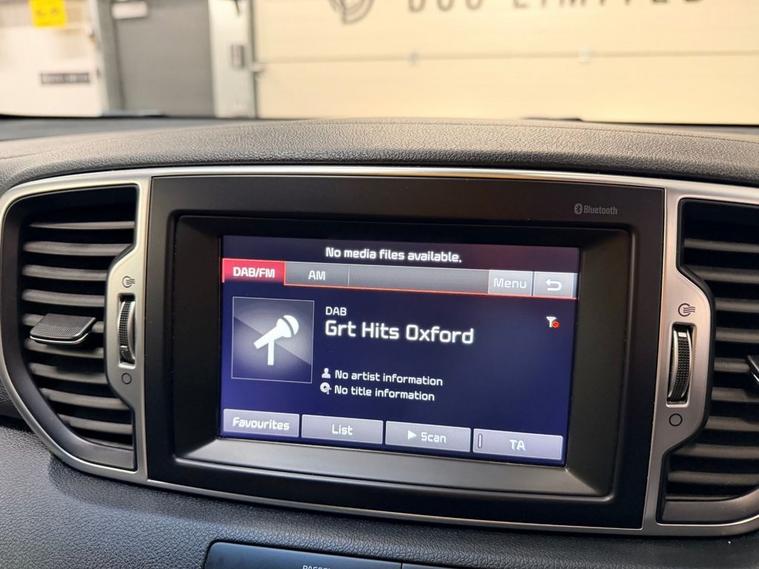 LIMITED
Bluetooth
No media files available.
DAB/FM
AM
Menu
DAB
Grt Hits Oxford
No artist information
No title information
Favourites
List
Scan
TA